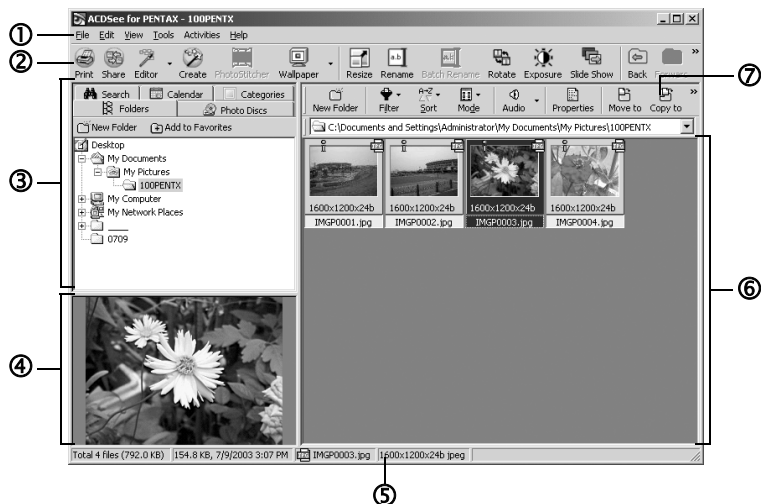 ACDSee for PENTAX - 100PENTX
① File Edit View Tools Activities Help
② Print Share Editor Create PhotoStitcher Wallpaper Resize Rename Batch Rename Rotate Exposure Slide Show Back Forward »
⑦
Search Calendar Categories
Folders Photo Discs
New Folder Filter Sort Mode Audio Properties Move to Copy to »
New Folder Add to Favorites
C:\Documents and Settings\Administrator\My Documents\My Pictures\100PENTX
③
Desktop
My Documents
My Pictures
100PENTX
My Computer
My Network Places
0709
JPG JPG JPG JPG
1600x1200x24b 1600x1200x24b 1600x1200x24b 1600x1200x24b
IMGP0001.jpg IMGP0002.jpg IMGP0003.jpg IMGP0004.jpg
⑥
④
Total 4 files (792.0 KB) 154.8 KB, 7/9/2003 3:07 PM IMGP0003.jpg 1600x1200x24b jpeg
⑤